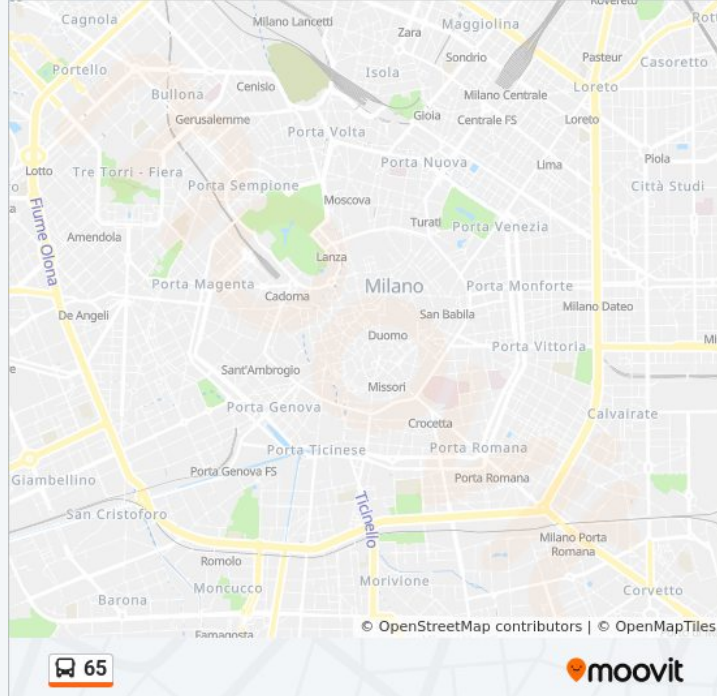 Rovereto
Cagnola
Milano Lancetti
Maggiolina
Rott
Zara
Sondrio
Pasteur
Casoretto
Portello
Isola
Cenisio
Bullona
Milano Centrale
Loreto
Gerusalemme
Gioia
Centrale FS
Loreto
Porta Volta
Lotto
Tre Torri - Fiera
Porta Nuova
Lima
Piola
Porta Sempione
Città Studi
Moscova
Fiume Olona
Turati
Porta Venezia
Amendola
Lanza
Porta Magenta
Milano
Porta Monforte
Cadorna
Milano Dateo
De Angeli
San Babila
Duomo
Porta Vittoria
Mi
Sant'Ambrogio
Missori
Porta Genova
Crocetta
Calvairate
Porta Ticinese
Porta Romana
Porta Genova FS
Porta Romana
Giambellino
Ticinello
San Cristoforo
Milano Porta
Romana
Romolo
Morivione
Moncucco
Corvetto
Barona
Famagosta
© OpenStreetMap contributors | © OpenMapTiles
65
moovit